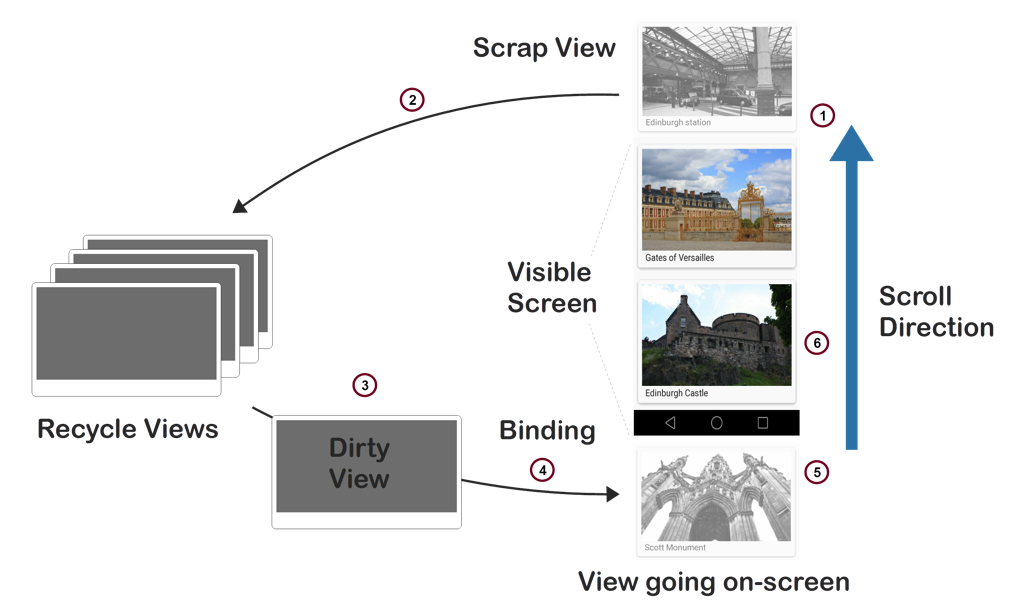 Scrap View
Edinburgh station
1
2
Gates of Versailles
Visible
Screen
Scroll
Direction
6
Edinburgh Castle
3
Recycle Views
Dirty
View
Binding
4
5
Scott Monument
View going on-screen